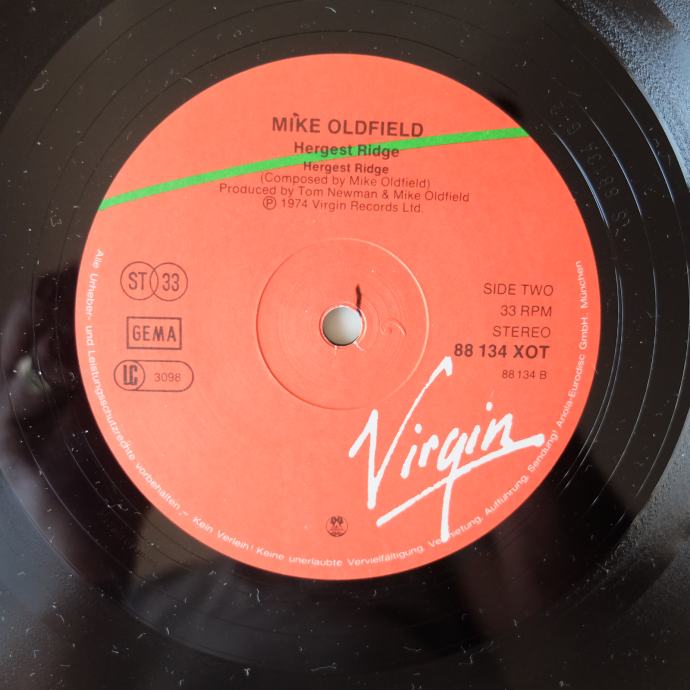 MIKE OLDFIELD
Hergest Ridge
Hergest Ridge
(Composed by Mike Oldfield)
Produced by Tom Newman & Mike Oldfield
Ⓟ 1974 Virgin Records Ltd.
ST 33
GEMA
LC 3098
SIDE TWO
33 RPM
STEREO
88 134 XOT
88134 B
Virgin
Alle Urheber- und Leistungsschutzrechte vorbehalten. – Kein Verleih! Keine unerlaubte Vervielfältigung, Vermietung, Aufführung, Sendung! Ariola-Eurodisc GmbH. München